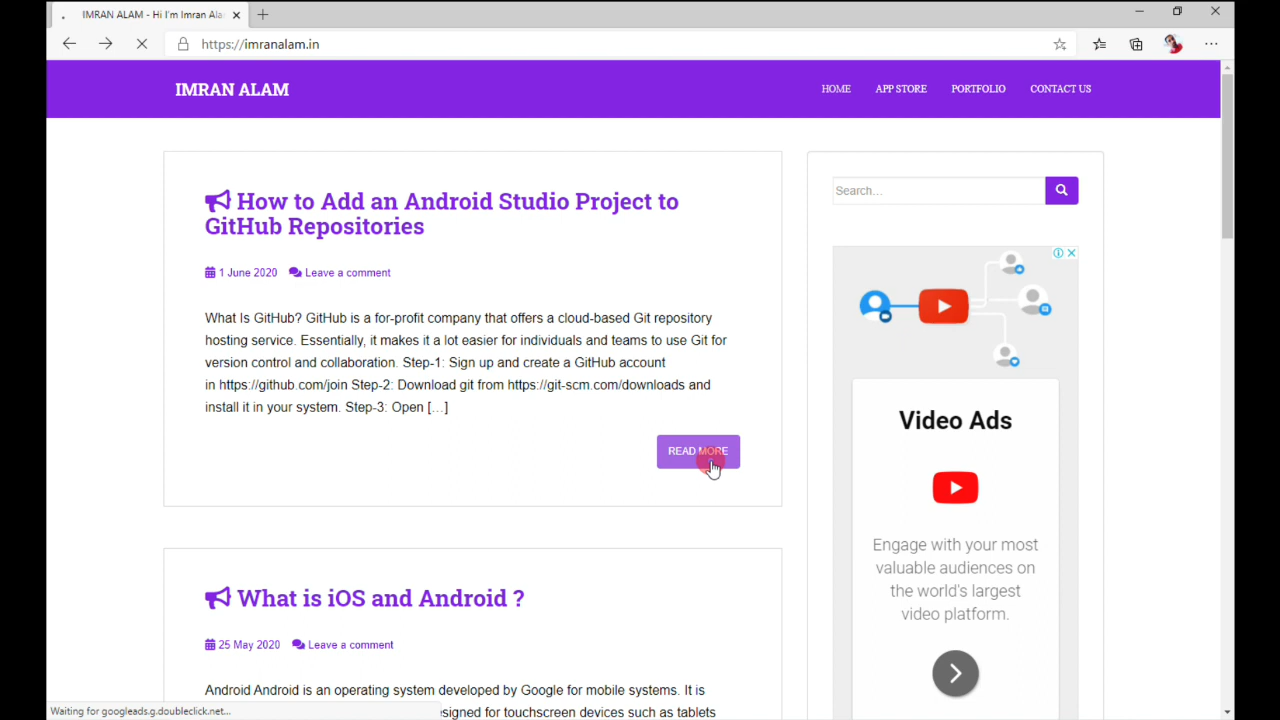 IMRAN ALAM - Hi I'm Imran Ala
https://imranalam.in
IMRAN ALAM
HOME
APP STORE
PORTFOLIO
CONTACT US
How to Add an Android Studio Project to
GitHub Repositories
1 June 2020
Leave a comment
What Is GitHub? GitHub is a for-profit company that offers a cloud-based Git repository
hosting service. Essentially, it makes it a lot easier for individuals and teams to use Git for
version control and collaboration. Step-1: Sign up and create a GitHub account
in https://github.com/join Step-2: Download git from https://git-scm.com/downloads and
install it in your system. Step-3: Open […]
READ MORE
What is iOS and Android ?
25 May 2020
Leave a comment
Android Android is an operating system developed by Google for mobile systems. It is
signed for touchscreen devices such as tablets
Search...
Video Ads
Engage with your most
valuable audiences on
the world's largest
video platform.
Waiting for googleads.g.doubleclick.net...